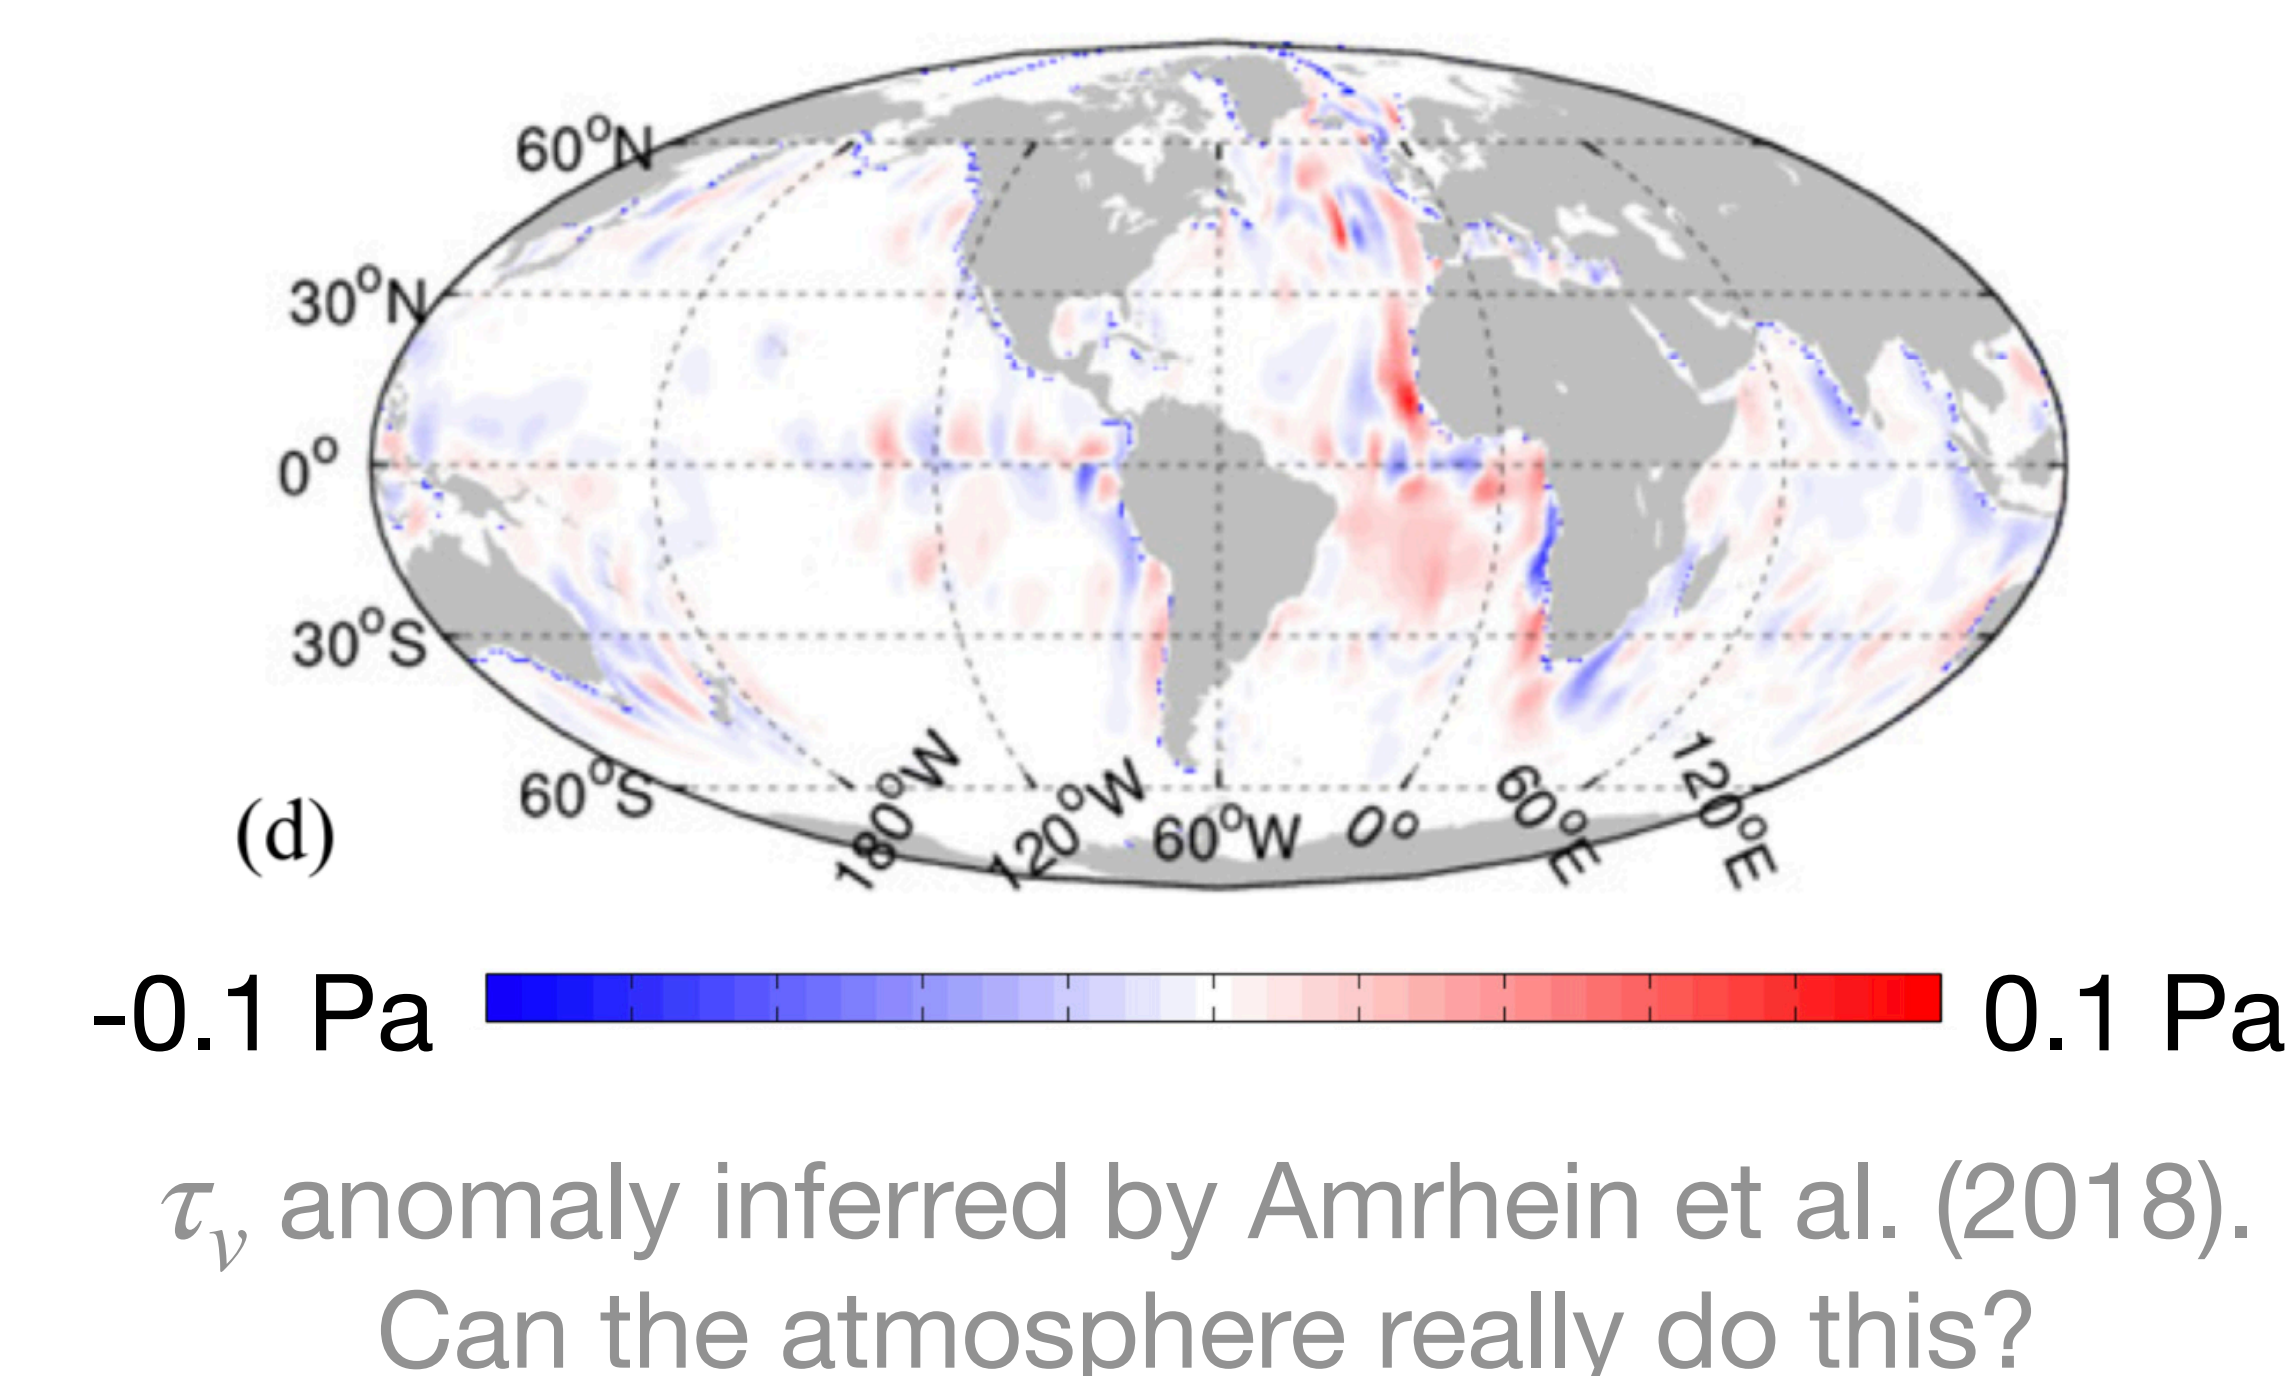 60°N
30°N
0°
30°S
60°S
(d)
180°W
120°W
60°W
0°
60°E
120°E
-0.1 Pa
0.1 Pa
τᵥ anomaly inferred by Amrhein et al. (2018).
Can the atmosphere really do this?